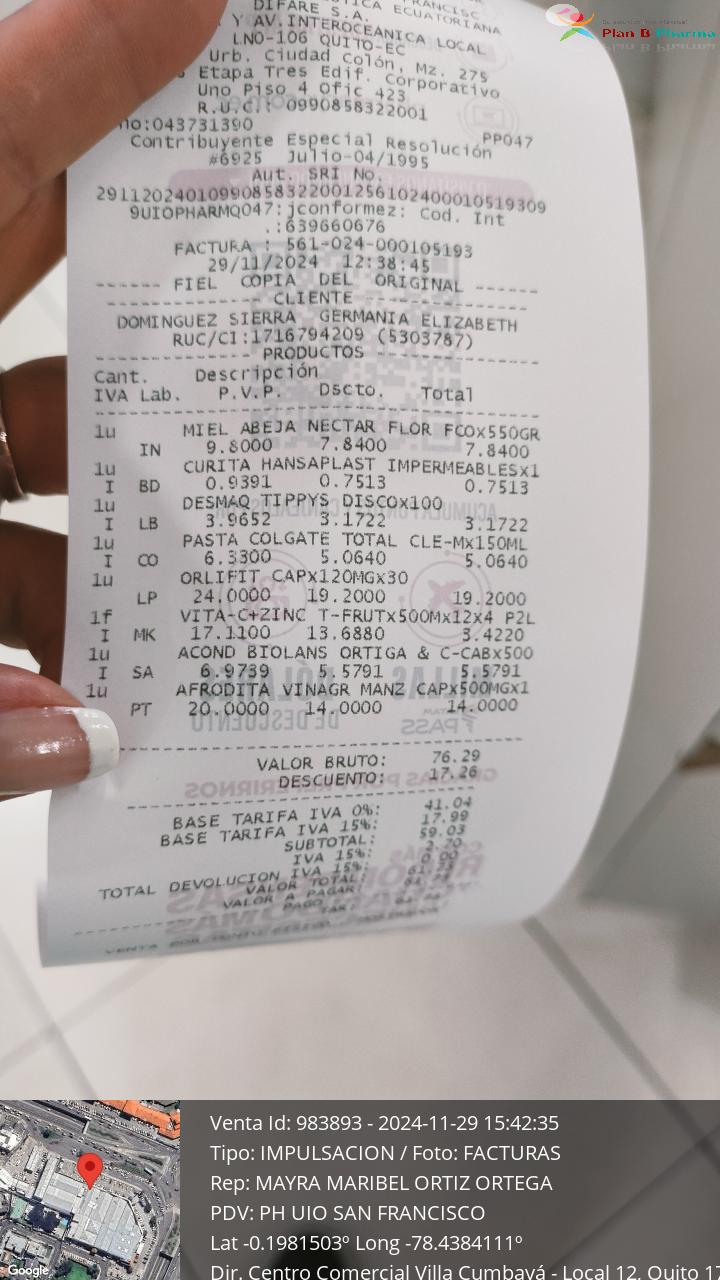 Plan B Pharma
FRANCISC
TICA ECUATORIANA
DIFARE S.A.
Y AV.INTEROCEANICA LOCAL
LNO-106 QUITO-EC
Urb. Ciudad Colón, Mz. 275
Etapa Tres Edif. Corporativo
Uno Piso 4 Ofic 423
R.U.C.: 0990858322001
no:043731390
PP047
Contribuyente Especial Resolución
#6925 Julio-04/1995
Aut. SRI No.
2911202401099085832200125610240001051930​9
9UIOPHARMQ047:jconformez: Cod. Int
.:639660676
FACTURA : 561-024-000105193
29/11/2024 12:38:45
------ FIEL COPIA DEL ORIGINAL ------
CLIENTE
DOMINGUEZ SIERRA GERMANIA ELIZABETH
RUC/CI:1716794209 (5303787)
PRODUCTOS
Cant. Descripción
IVA Lab. P.V.P. Dscto. Total
1u MIEL ABEJA NECTAR FLOR FCOx550GR
IN 9.8000 7.8400 7.8400
1u CURITA HANSAPLAST IMPERMEABLESx1
I BD 0.9391 0.7513 0.7513
1u DESMAQ TIPPYS DISCOx100
I LB 3.9652 3.1722 3.1722
1u PASTA COLGATE TOTAL CLE-Mx150ML
I CO 6.3300 5.0640 5.0640
1u ORLIFIT CAPx120MGx30
LP 24.0000 19.2000 19.2000
1f VITA-C+ZINC T-FRUTx500Mx12x4 P2L
I MK 17.1100 13.6880 3.4220
1u ACOND BIOLANS ORTIGA & C-CABx500
I SA 6.9739 5.5791 5.5791
1u AFRODITA VINAGR MANZ CAPx500MGx1
PT 20.0000 14.0000 14.0000
VALOR BRUTO: 76.29
DESCUENTO: 17.26
BASE TARIFA IVA 0%: 41.04
BASE TARIFA IVA 15%: 17.99
SUBTOTAL: 59.03
IVA 15%: 2.70
TOTAL DEVOLUCION IVA 15%: 0.00
VALOR TOTAL:
VALOR A PAGAR:
PAGO
Venta Id: 983893 - 2024-11-29 15:42:35
Tipo: IMPULSACION / Foto: FACTURAS
Rep: MAYRA MARIBEL ORTIZ ORTEGA
PDV: PH UIO SAN FRANCISCO
Lat -0.1981503º Long -78.4384111º
Dir. Centro Comercial Villa Cumbayá - Local 12, Quito
Google